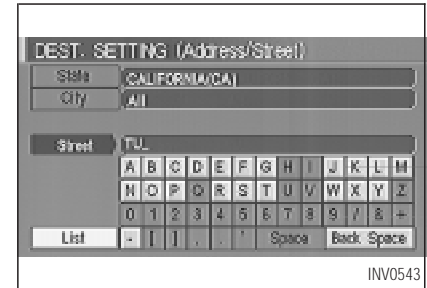 DEST. SETTING (Address/Street)
State CALIFORNIA(CA)
City All
Street TUL
A B C D E F G H I J K L M
N O P Q R S T U V W X Y Z
0 1 2 3 4 5 6 7 8 9 / & +
List - [ ] , . ' Space Back Space
INV0543